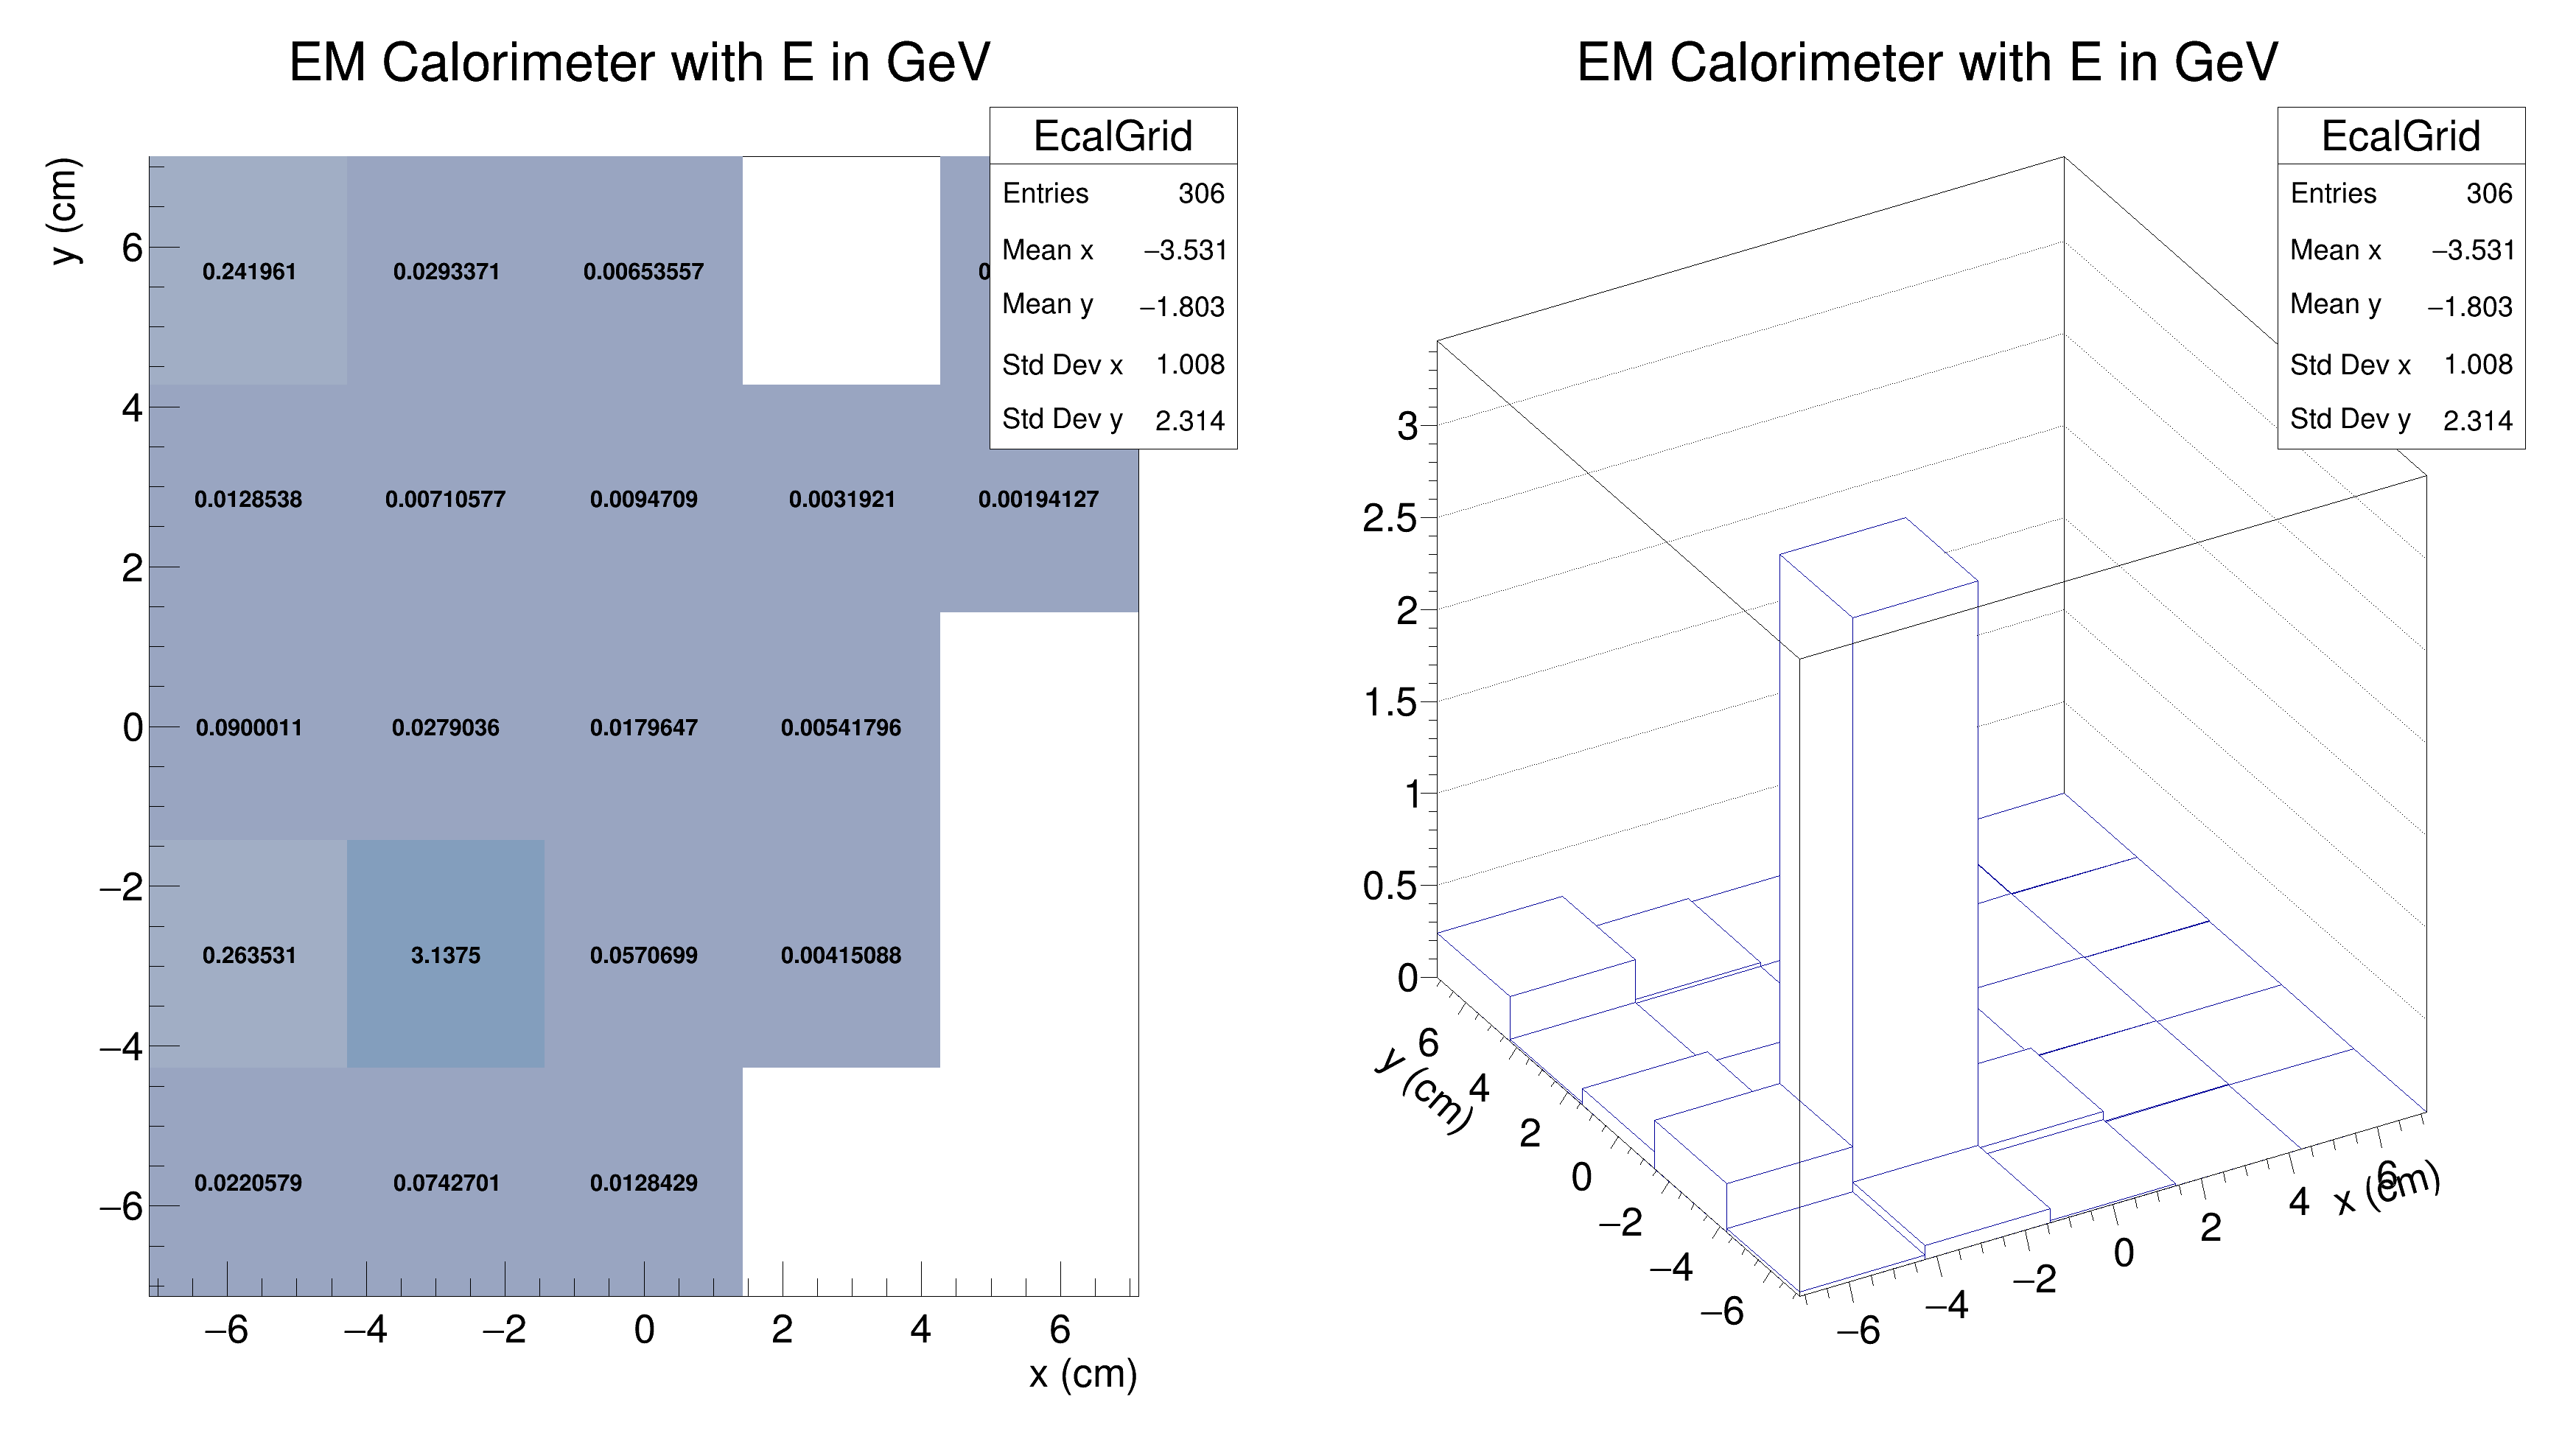 EM Calorimeter with E in GeV
EcalGrid
Entries 306
Mean x −3.531
Mean y −1.803
Std Dev x 1.008
Std Dev y 2.314
y (cm)
6
4
2
0
−2
−4
−6
0.241961 0.0293371 0.00653557 0
0.0128538 0.00710577 0.0094709 0.0031921 0.00194127
0.0900011 0.0279036 0.0179647 0.00541796
0.263531 3.1375 0.0570699 0.00415088
0.0220579 0.0742701 0.0128429
−6 −4 −2 0 2 4 6
x (cm)
EM Calorimeter with E in GeV
EcalGrid
Entries 306
Mean x −3.531
Mean y −1.803
Std Dev x 1.008
Std Dev y 2.314
3
2.5
2
1.5
1
0.5
0
6
4
2
0
−2
−4
−6
y (cm)
−6
−4
−2
0
2
4
6
x (cm)